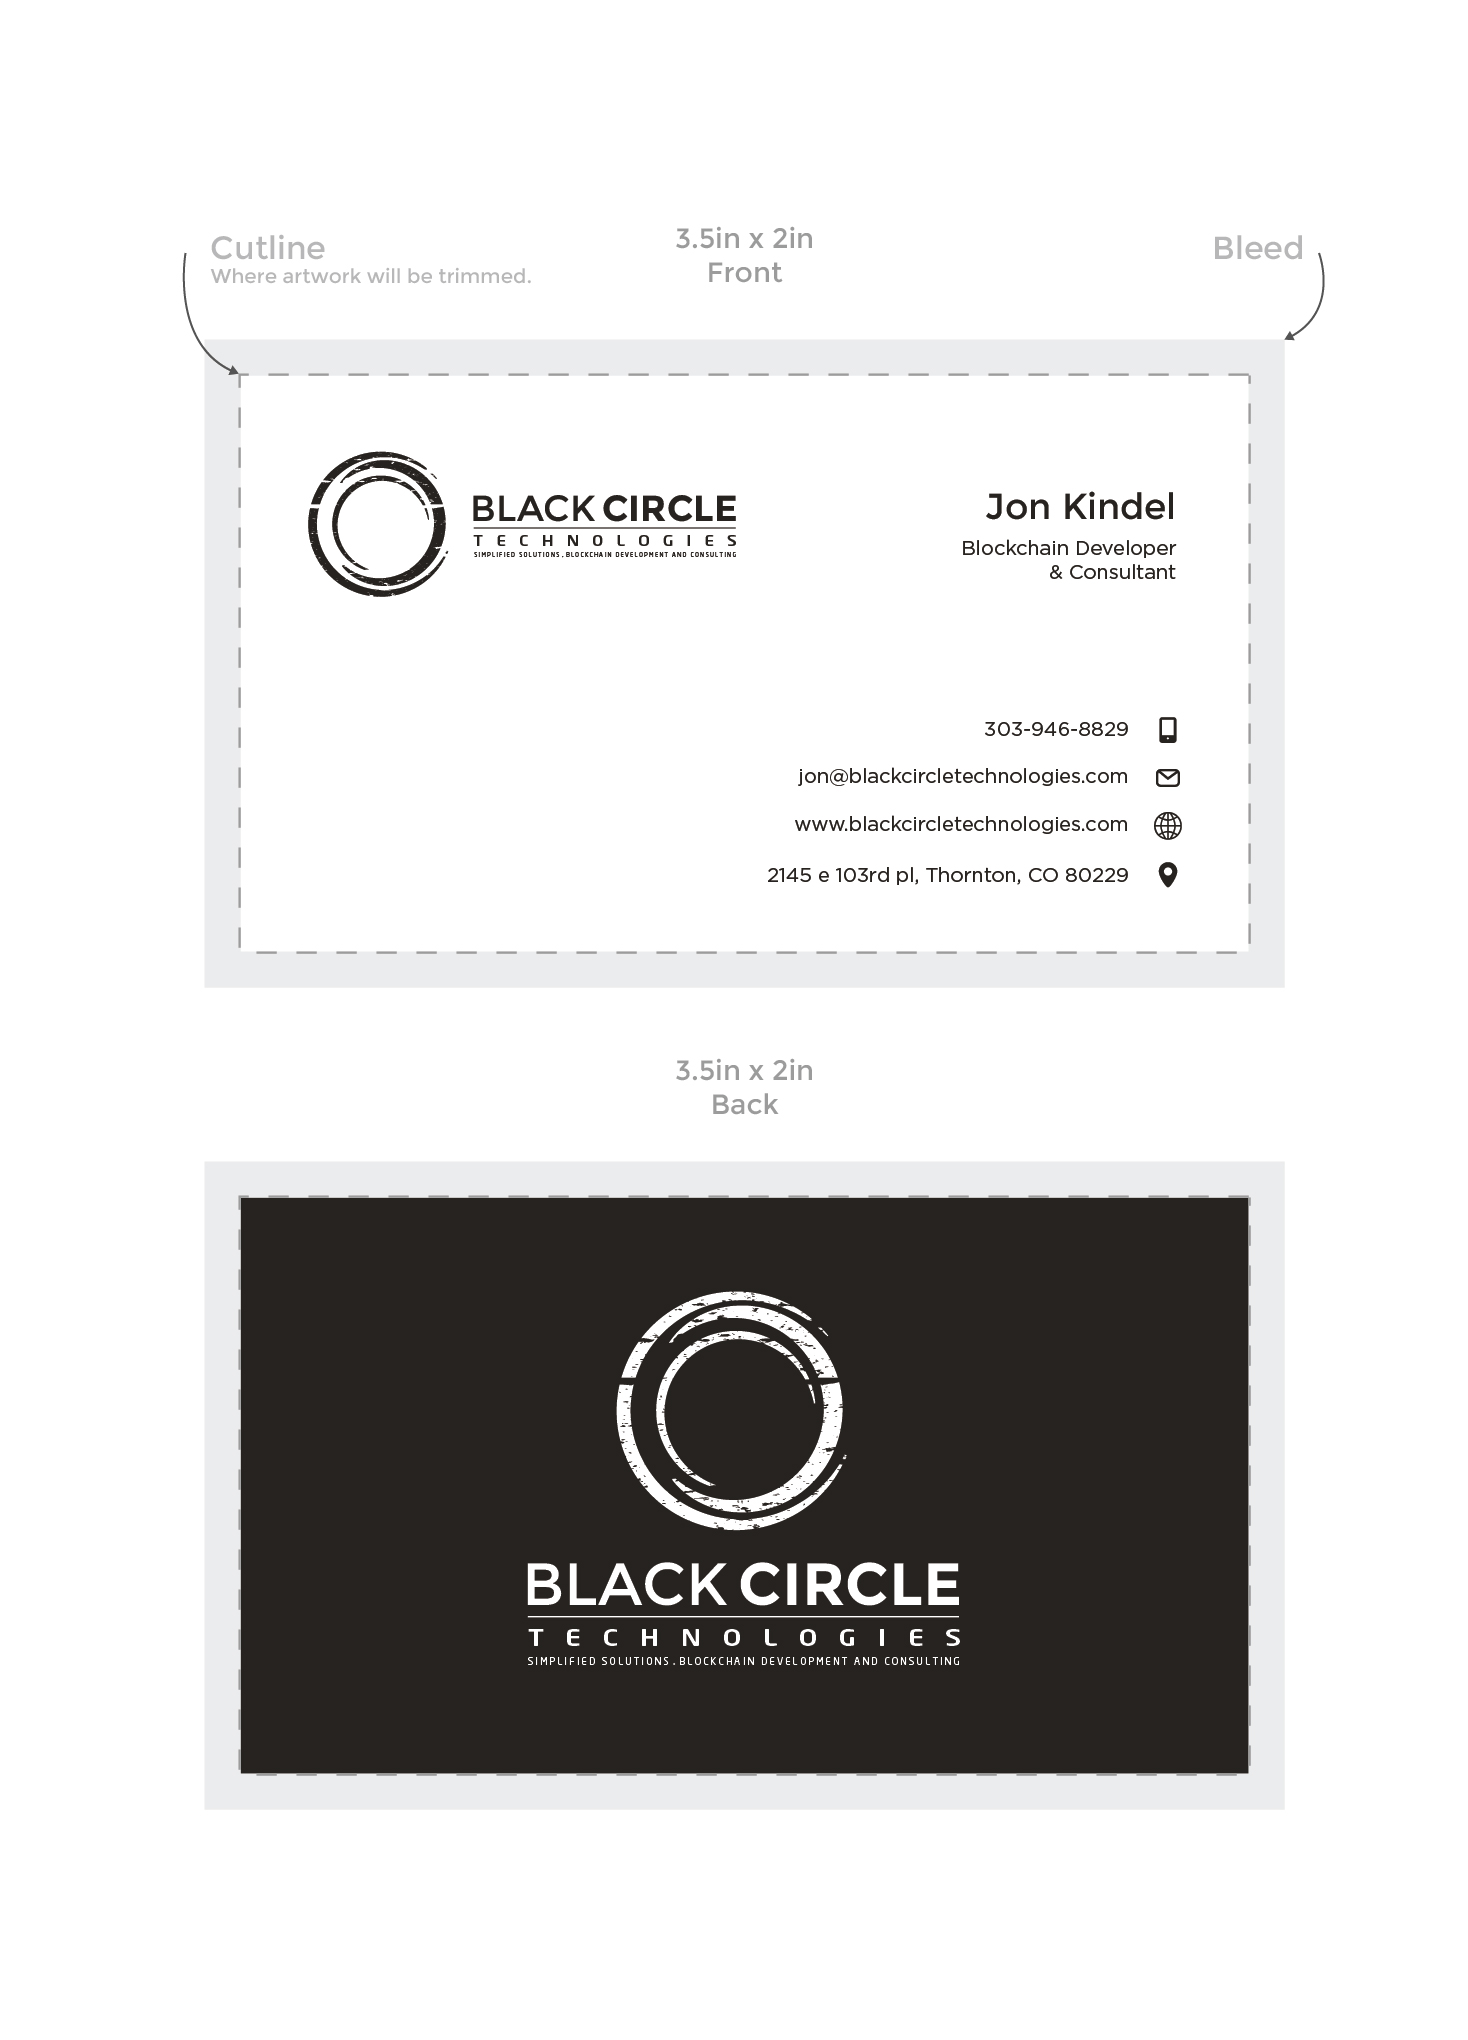 Cutline
Where artwork will be trimmed.
3.5in x 2in
Front
Bleed
BLACK CIRCLE
TECHNOLOGIES
SIMPLIFIED SOLUTIONS. BLOCKCHAIN DEVELOPMENT AND CONSULTING
Jon Kindel
Blockchain Developer
& Consultant
303-946-8829
jon@blackcircletechnologies.com
www.blackcircletechnologies.com
2145 e 103rd pl, Thornton, CO 80229
3.5in x 2in
Back
BLACK CIRCLE
TECHNOLOGIES
SIMPLIFIED SOLUTIONS. BLOCKCHAIN DEVELOPMENT AND CONSULTING